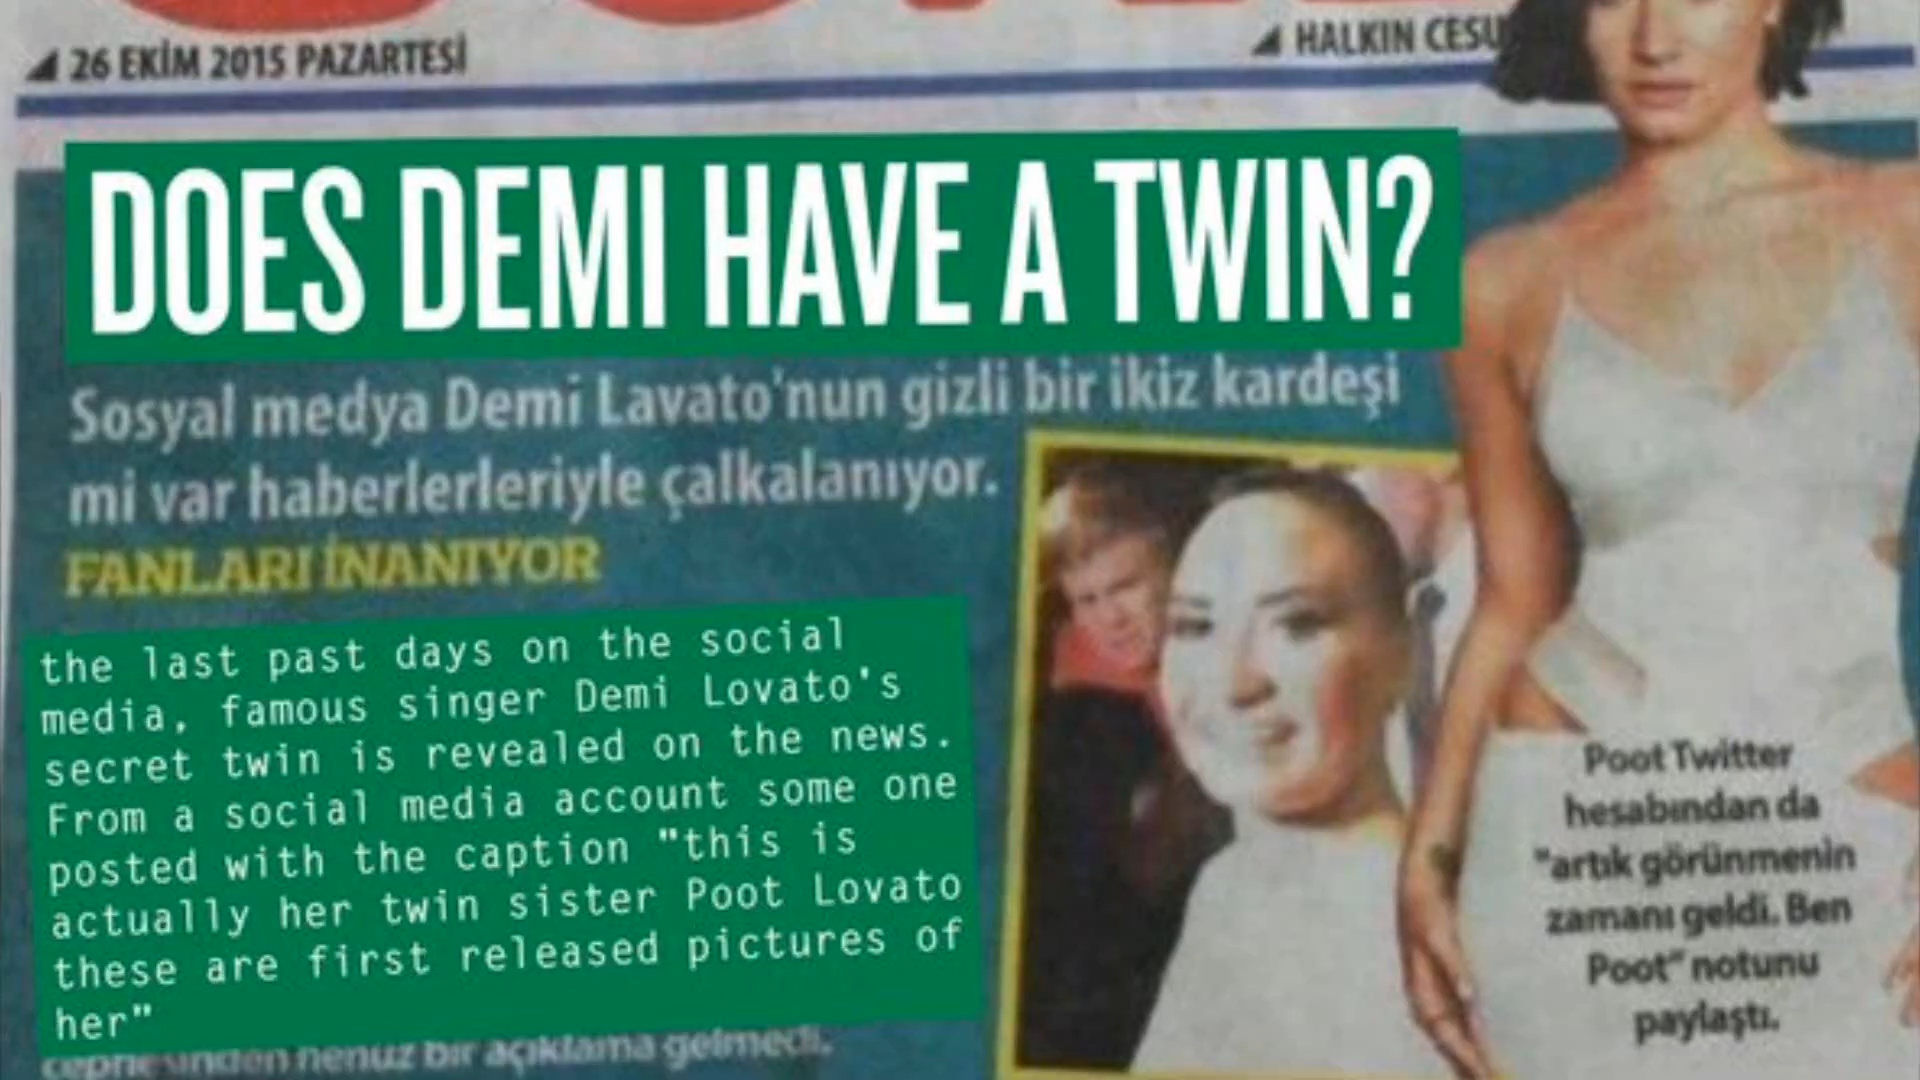 26 EKİM 2015 PAZARTESİ
HALKIN CESU
DOES DEMI HAVE A TWIN?
Sosyal medya Demi Lavato'nun gizli bir ikiz kardeşi
mi var haberlerleriyle çalkalanıyor.
FANLARI İNANIYOR
the last past days on the social
media, famous singer Demi Lovato's
secret twin is revealed on the news.
From a social media account some one
posted with the caption "this is
actually her twin sister Poot Lovato
these are first released pictures of
her"
henüz bir açıklama gelmedi.
Poot Twitter
hesabından da
"artık görünmenin
zamanı geldi. Ben
Poot" notunu
paylaştı.